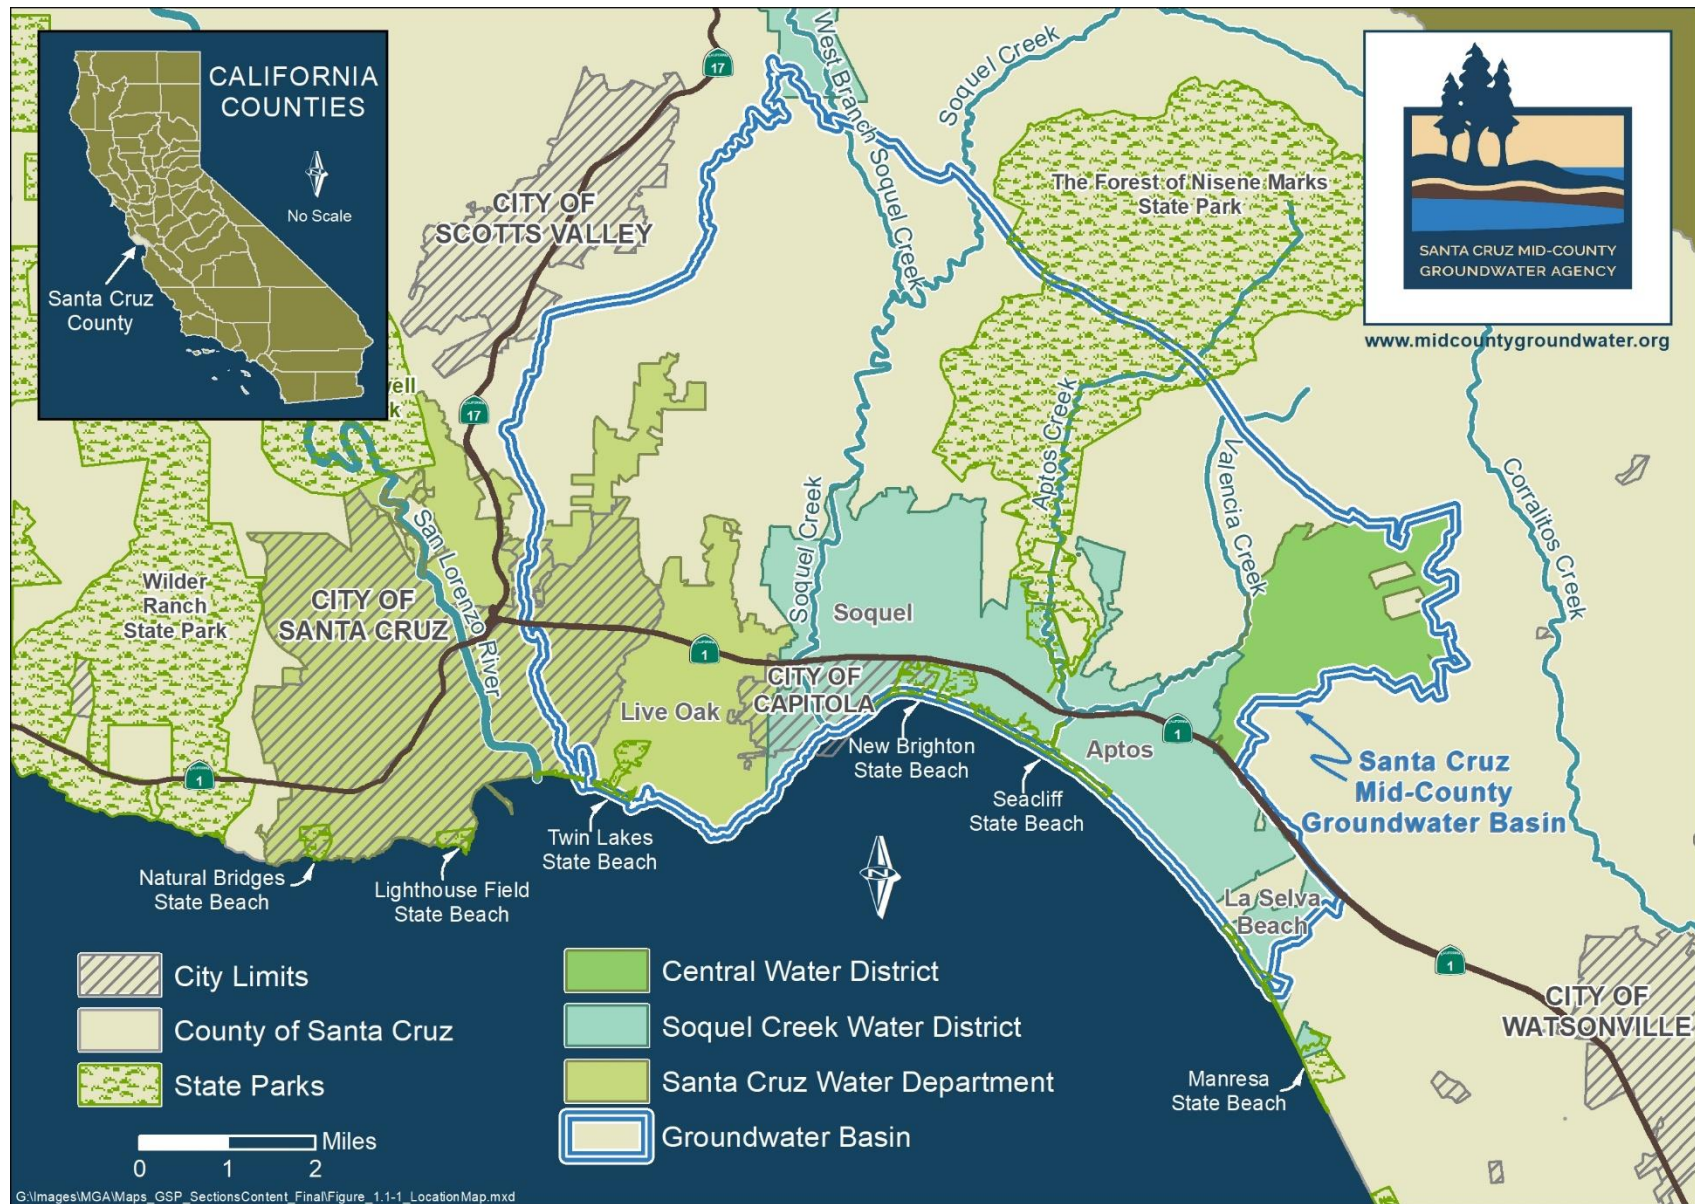 CALIFORNIA
COUNTIES
No Scale
Santa Cruz
County
17
West Branch Soquel Creek
Soquel Creek
The Forest of Nisene Marks
State Park
SANTA CRUZ MID-COUNTY
GROUNDWATER AGENCY
www.midcountygroundwater.org
CITY OF
SCOTTS VALLEY
17
Aptos Creek
Valencia Creek
Corralitos Creek
San Lorenzo River
Soquel Creek
Wilder
Ranch
State Park
CITY OF
SANTA CRUZ
Soquel
1
CITY OF
CAPITOLA
Live Oak
Aptos
1
New Brighton
State Beach
Seacliff
State Beach
Santa Cruz
Mid-County
Groundwater Basin
1
Twin Lakes
State Beach
Natural Bridges
State Beach
Lighthouse Field
State Beach
N
La Selva
Beach
1
CITY OF
WATSONVILLE
Manresa
State Beach
City Limits
County of Santa Cruz
State Parks
Central Water District
Soquel Creek Water District
Santa Cruz Water Department
Groundwater Basin
Miles
0 1 2
G:\Images\MGA\Maps_GSP_SectionsContent_Final\Figure_1.1-1_LocationMap.mxd